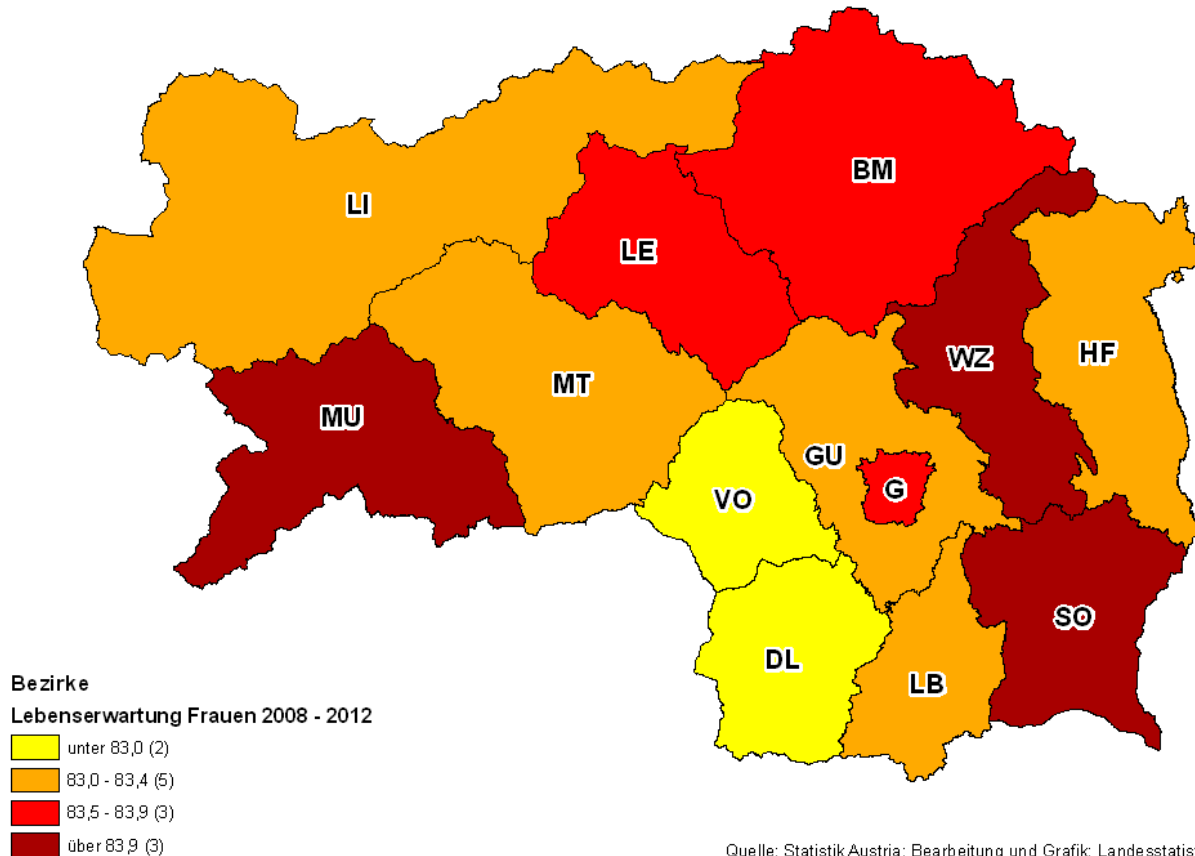 BM
LI
LE
WZ
HF
MT
MU
GU
G
VO
SO
DL
LB
Bezirke
Lebenserwartung Frauen 2008 - 2012
unter 83,0 (2)
83,0 - 83,4 (5)
83,5 - 83,9 (3)
über 83,9 (3)
Quelle: Statistik Austria; Bearbeitung und Grafik: Landesstatis